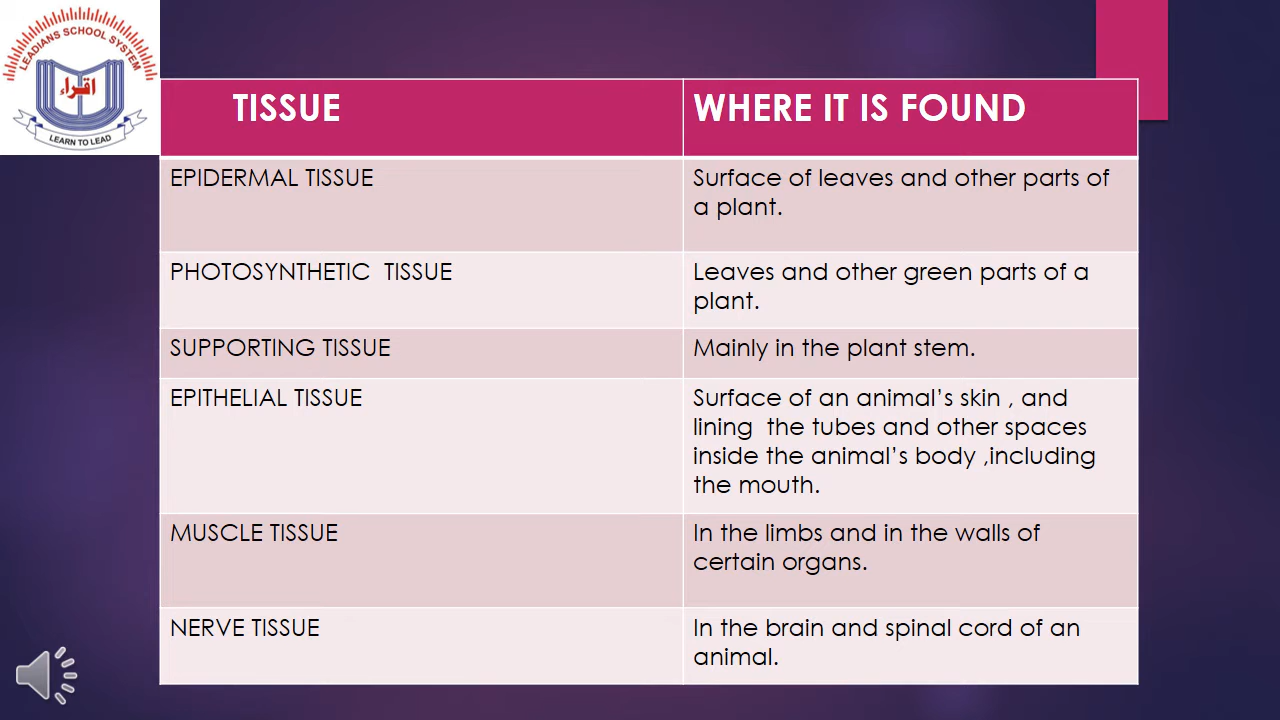 LEADIANS SCHOOL SYSTEM
اقراء
LEARN TO LEAD
TISSUE
WHERE IT IS FOUND
EPIDERMAL TISSUE
Surface of leaves and other parts of
a plant.
PHOTOSYNTHETIC  TISSUE
Leaves and other green parts of a
plant.
SUPPORTING TISSUE
Mainly in the plant stem.
EPITHELIAL TISSUE
Surface of an animal’s skin , and
lining  the tubes and other spaces
inside the animal’s body ,including
the mouth.
MUSCLE TISSUE
In the limbs and in the walls of
certain organs.
NERVE TISSUE
In the brain and spinal cord of an
animal.